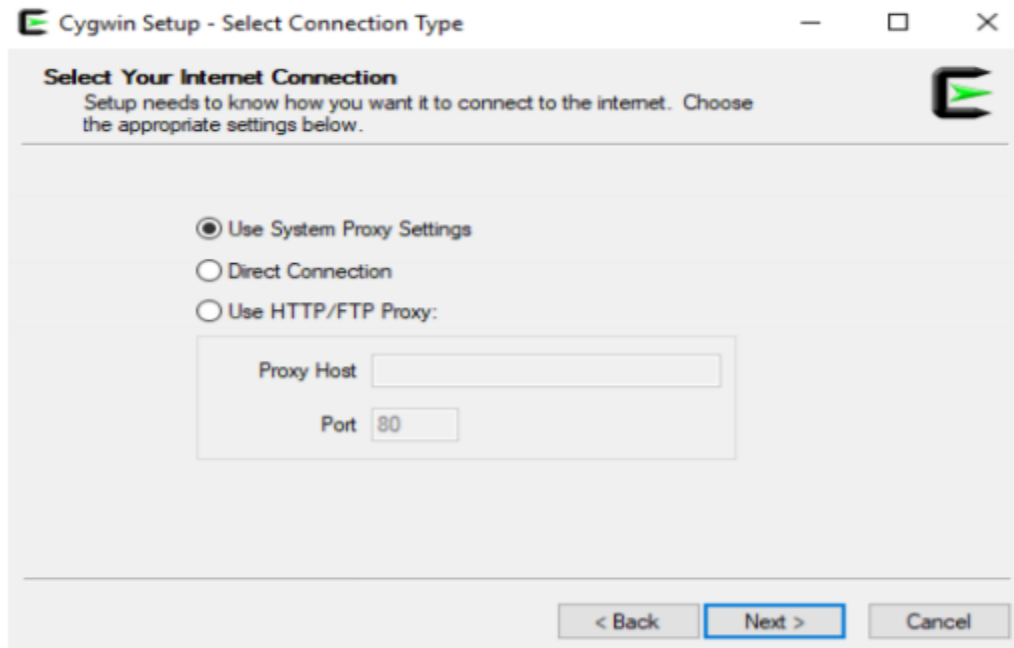 Cygwin Setup - Select Connection Type
Select Your Internet Connection
Setup needs to know how you want it to connect to the internet. Choose
the appropriate settings below.
Use System Proxy Settings
Direct Connection
Use HTTP/FTP Proxy:
Proxy Host
Port 80
< Back Next > Cancel